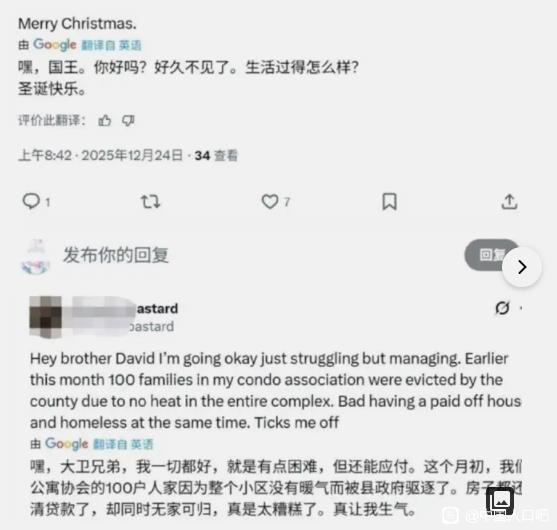 Merry Christmas.
由 Google 翻译自 英语
嘿，国王。你好吗？好久不见了。生活过得怎么样？
圣诞快乐。
评价此翻译：
上午8:42 · 2025年12月24日 · 34 查看
1
7
发布你的回复
回复
astard
bastard
Hey brother David I'm going okay just struggling but managing. Earlier
this month 100 families in my condo association were evicted by the
county due to no heat in the entire complex. Bad having a paid off hous
and homeless at the same time. Ticks me off
由 Google 翻译自 英语
嘿，大卫兄弟，我一切都好，就是有点困难，但还能应付。这个月初，我们
公寓协会的100户人家因为整个小区没有暖气而被县政府驱逐了。房子都还
清贷款了，却同时无家可归，真是太糟糕了。真让我生气。